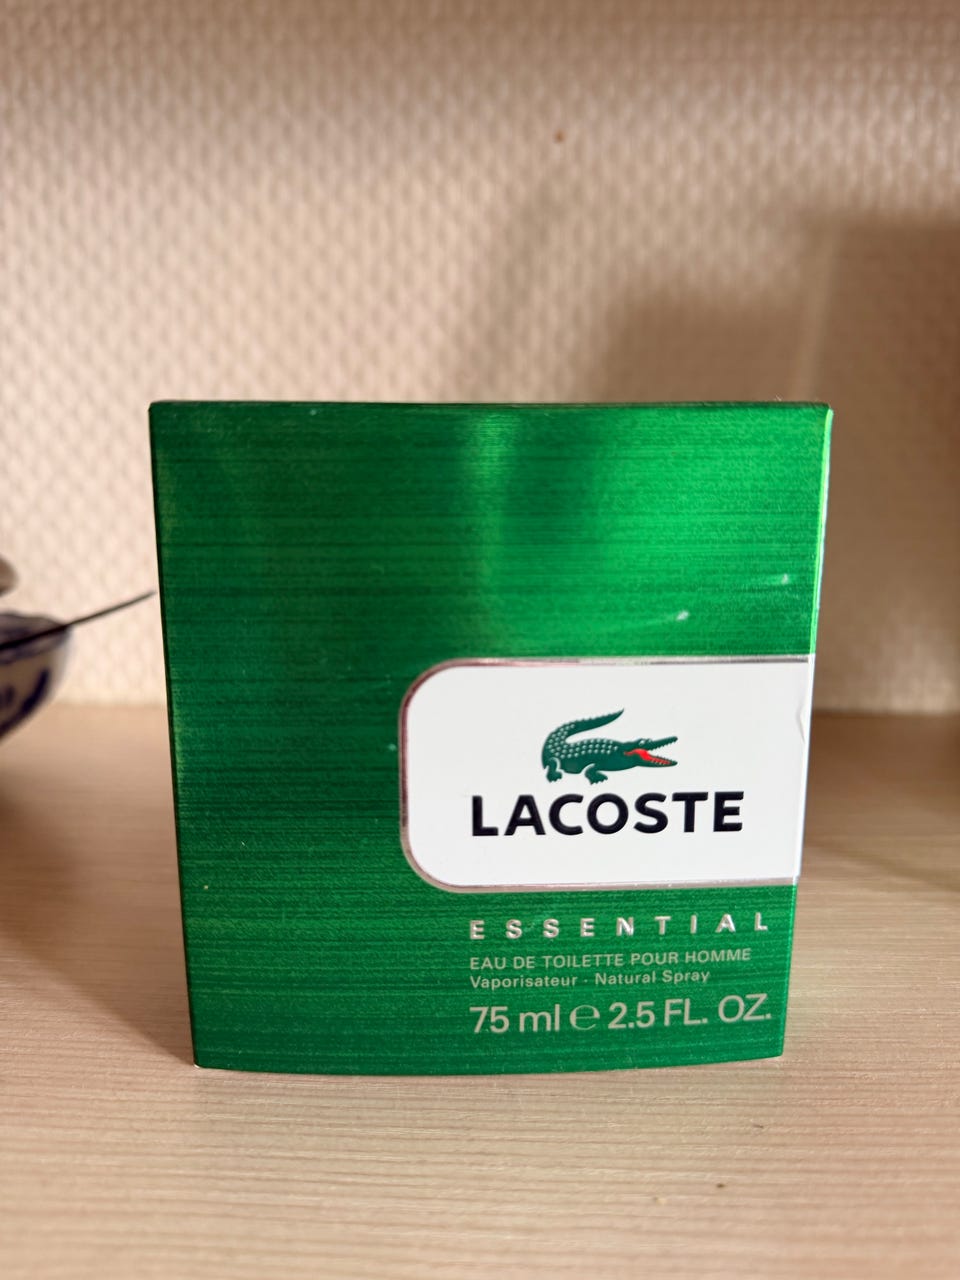 LACOSTE
ESSENTIAL
EAU DE TOILETTE POUR HOMME
Vaporisateur · Natural Spray
75 ml ℮ 2.5 FL. OZ.